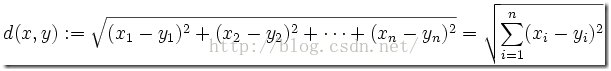 d(x, y) := √((x₁ − y₁)² + (x₂ − y₂)² + ··· + (xₙ − yₙ)²) = √(∑ᵢ₌₁ⁿ (xᵢ − yᵢ)²)
http://blog.csdn.net/